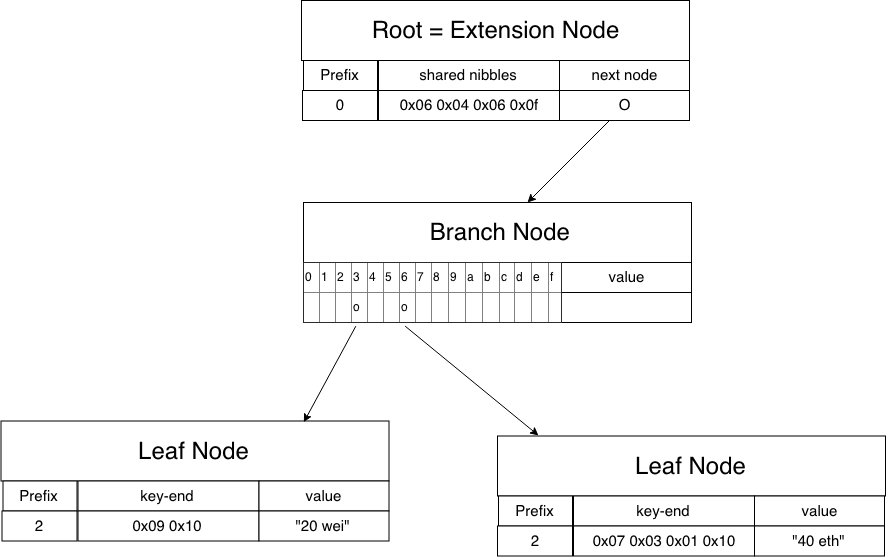 Root = Extension Node
Prefix shared nibbles next node
0 0x06 0x04 0x06 0x0f O
Branch Node
0 1 2 3 4 5 6 7 8 9 a b c d e f value
o o
Leaf Node
Prefix key-end value
2 0x09 0x10 "20 wei"
Leaf Node
Prefix key-end value
2 0x07 0x03 0x01 0x10 "40 eth"